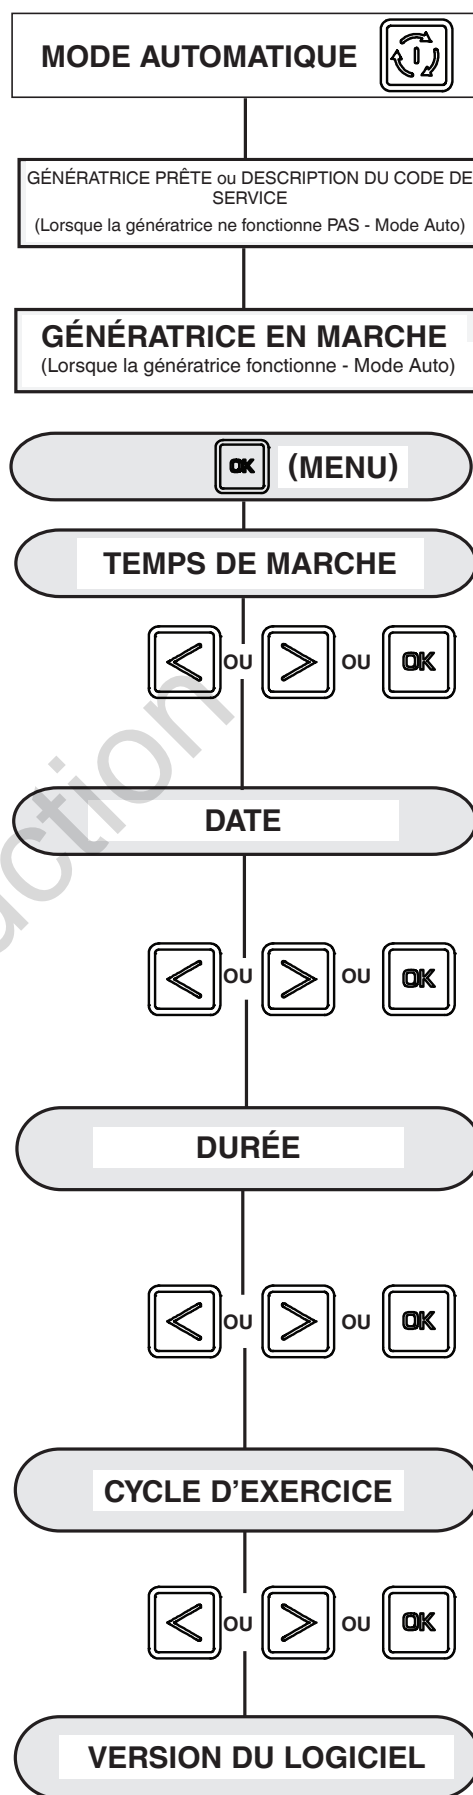 MODE AUTOMATIQUE
GÉNÉRATRICE PRÊTE ou DESCRIPTION DU CODE DE
SERVICE
(Lorsque la génératrice ne fonctionne PAS - Mode Auto)
GÉNÉRATRICE EN MARCHE
(Lorsque la génératrice fonctionne - Mode Auto)
OK (MENU)
TEMPS DE MARCHE
< OU > OU OK
DATE
< OU > OU OK
DURÉE
< OU > OU OK
CYCLE D'EXERCICE
< OU > OU OK
VERSION DU LOGICIEL